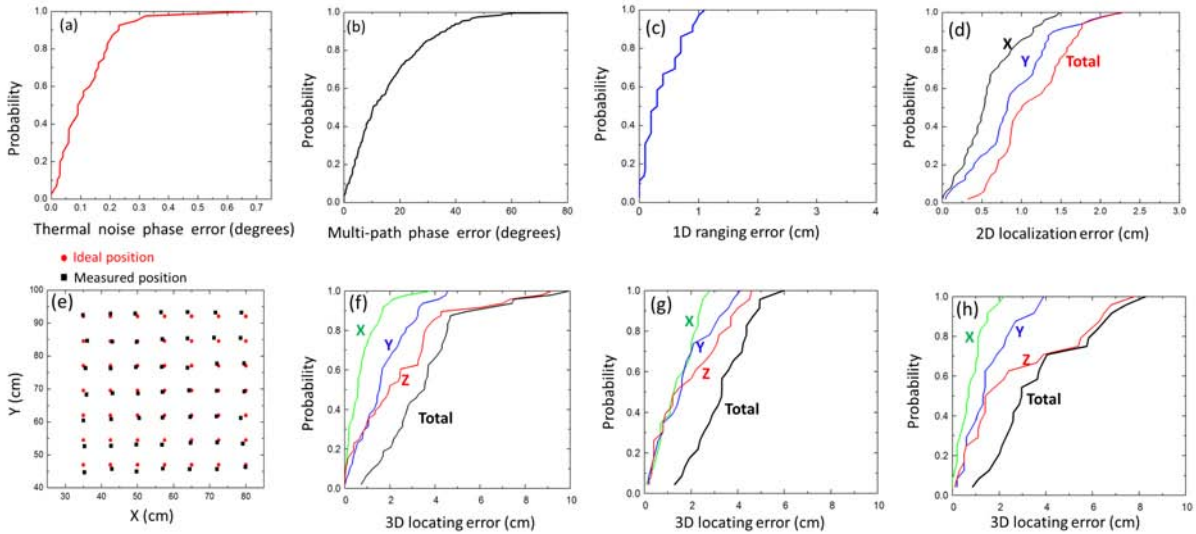 (a)
Probability
1.0
0.8
0.6
0.4
0.2
0.0
0.0 0.1 0.2 0.3 0.4 0.5 0.6 0.7
Thermal noise phase error (degrees)
(b)
Probability
1.0
0.8
0.6
0.4
0.2
0.0
0 20 40 60 80
Multi-path phase error (degrees)
(c)
Probability
1.0
0.8
0.6
0.4
0.2
0.0
0 1 2 3 4
1D ranging error (cm)
(d)
X
Y
Total
Probability
1.0
0.8
0.6
0.4
0.2
0.0
0.0 0.5 1.0 1.5 2.0 2.5 3.0
2D localization error (cm)
Ideal position
Measured position
(e)
Y (cm)
100
90
80
70
60
50
40
30 40 50 60 70 80
X (cm)
(f)
X
Y
Z
Total
Probability
1.0
0.8
0.6
0.4
0.2
0.0
0 2 4 6 8 10
3D locating error (cm)
(g)
X
Y
Z
Total
Probability
1.0
0.8
0.6
0.4
0.2
0.0
0 2 4 6 8 10
3D locating error (cm)
(h)
X
Y
Z
Total
Probability
1.0
0.8
0.6
0.4
0.2
0.0
0 2 4 6 8 10
3D locating error (cm)